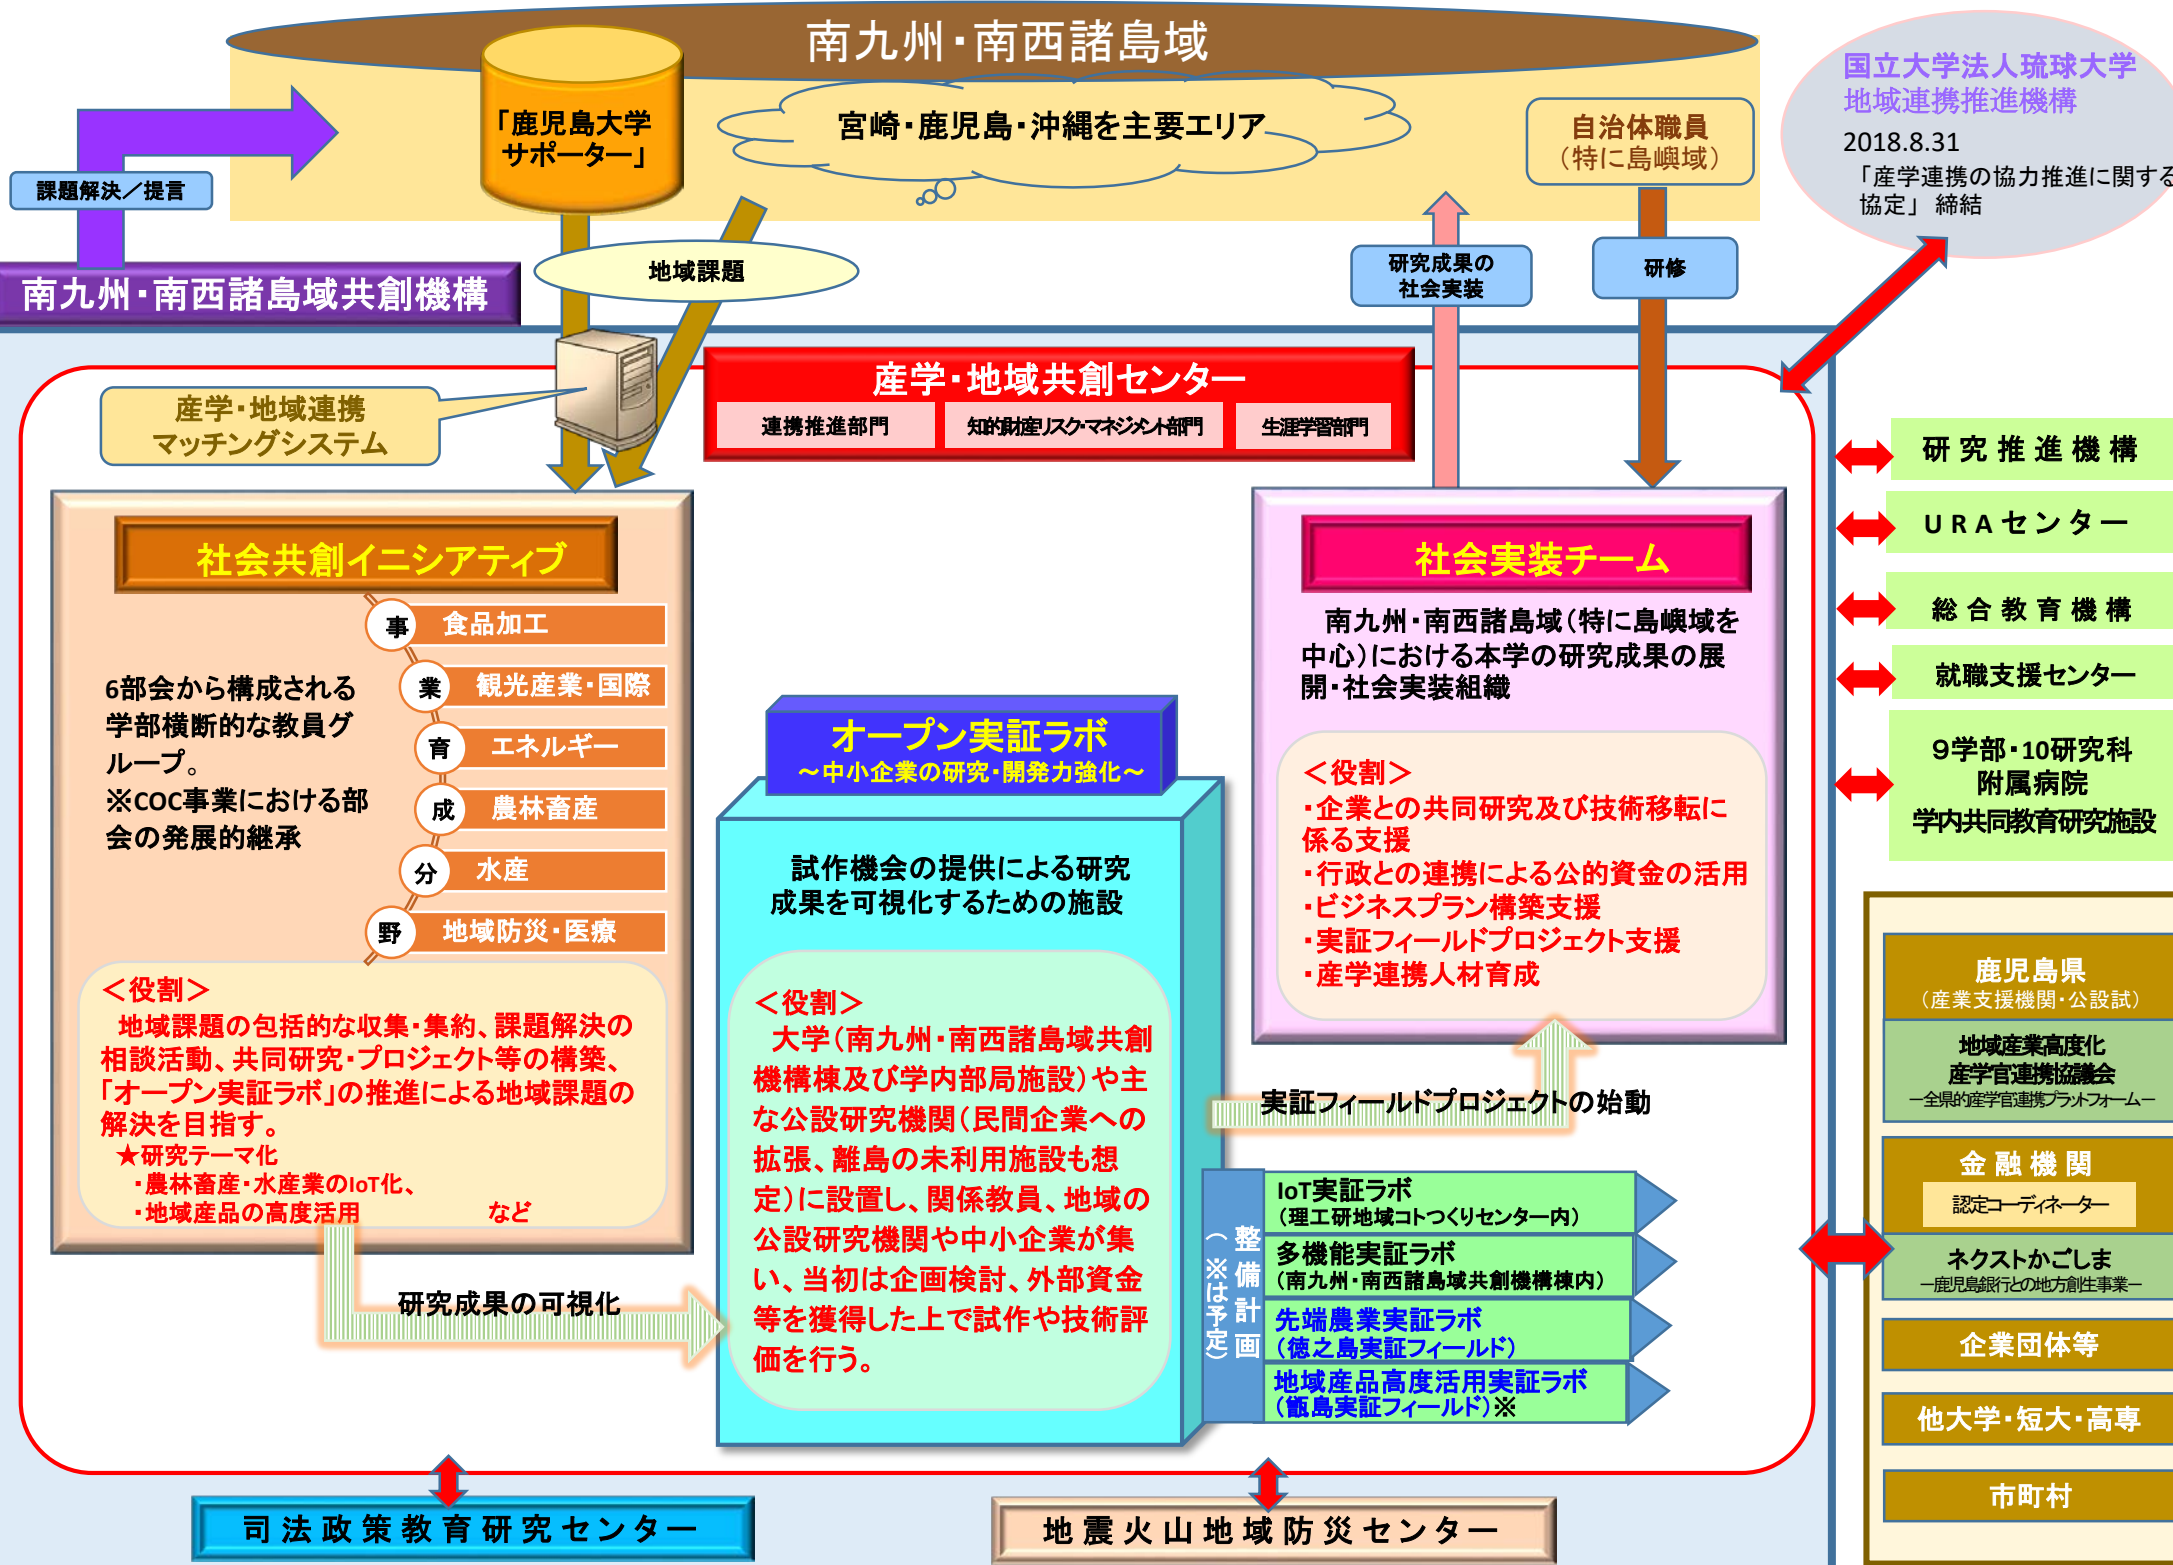 南九州・南西諸島域
「鹿児島大学
サポーター」
宮崎・鹿児島・沖縄を主要エリア
自治体職員
（特に島嶼域）
国立大学法人琉球大学
地域連携推進機構
2018.8.31
「産学連携の協力推進に関する
協定」 締結
課題解決／提言
南九州・南西諸島域共創機構
地域課題
研究成果の
社会実装
研修
産学・地域連携
マッチングシステム
産学・地域共創センター
連携推進部門
知的財産リスク・マネジメント部門
生涯学習部門
社会共創イニシアティブ
6部会から構成される
学部横断的な教員グ
ループ。
※COC事業における部
会の発展的継承
事 食品加工
業 観光産業・国際
育 エネルギー
成 農林畜産
分 水産
野 地域防災・医療
＜役割＞
地域課題の包括的な収集・集約、課題解決の
相談活動、共同研究・プロジェクト等の構築、
「オープン実証ラボ」の推進による地域課題の
解決を目指す。
★研究テーマ化
・農林畜産・水産業のIoT化、
・地域産品の高度活用 など
研究成果の可視化
オープン実証ラボ
～中小企業の研究・開発力強化～
試作機会の提供による研究
成果を可視化するための施設
＜役割＞
大学（南九州・南西諸島域共創
機構棟及び学内部局施設）や主
な公設研究機関（民間企業への
拡張、離島の未利用施設も想
定）に設置し、関係教員、地域の
公設研究機関や中小企業が集
い、当初は企画検討、外部資金
等を獲得した上で試作や技術評
価を行う。
社会実装チーム
南九州・南西諸島域（特に島嶼域を
中心）における本学の研究成果の展
開・社会実装組織
＜役割＞
・企業との共同研究及び技術移転に
係る支援
・行政との連携による公的資金の活用
・ビジネスプラン構築支援
・実証フィールドプロジェクト支援
・産学連携人材育成
実証フィールドプロジェクトの始動
整備計画
（※は予定）
IoT実証ラボ
（理工研地域コトつくりセンター内）
多機能実証ラボ
（南九州・南西諸島域共創機構棟内）
先端農業実証ラボ
（徳之島実証フィールド）
地域産品高度活用実証ラボ
（甑島実証フィールド）※
研究推進機構
URAセンター
総合教育機構
就職支援センター
9学部・10研究科
附属病院
学内共同教育研究施設
鹿児島県
（産業支援機関・公設試）
地域産業高度化
産学官連携協議会
－全県的産学官連携プラットフォーム－
金融機関
認定コーディネーター
ネクストかごしま
－鹿児島銀行との地方創生事業－
企業団体等
他大学・短大・高専
市町村
司法政策教育研究センター
地震火山地域防災センター